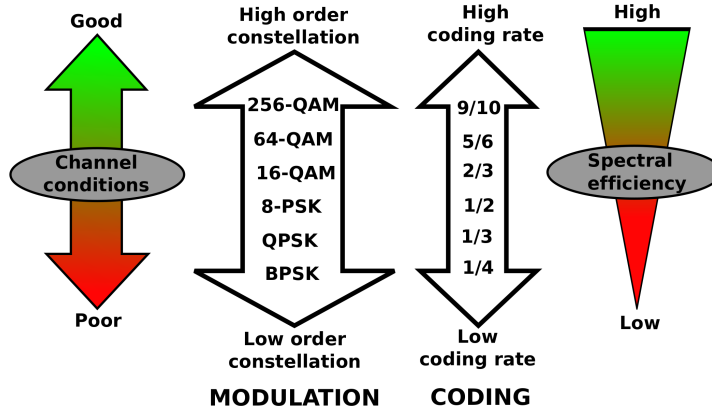 Good
Channel
conditions
Poor
High order
constellation
256-QAM
64-QAM
16-QAM
8-PSK
QPSK
BPSK
Low order
constellation
MODULATION
High
coding rate
9/10
5/6
2/3
1/2
1/3
1/4
Low
coding rate
CODING
High
Spectral
efficiency
Low